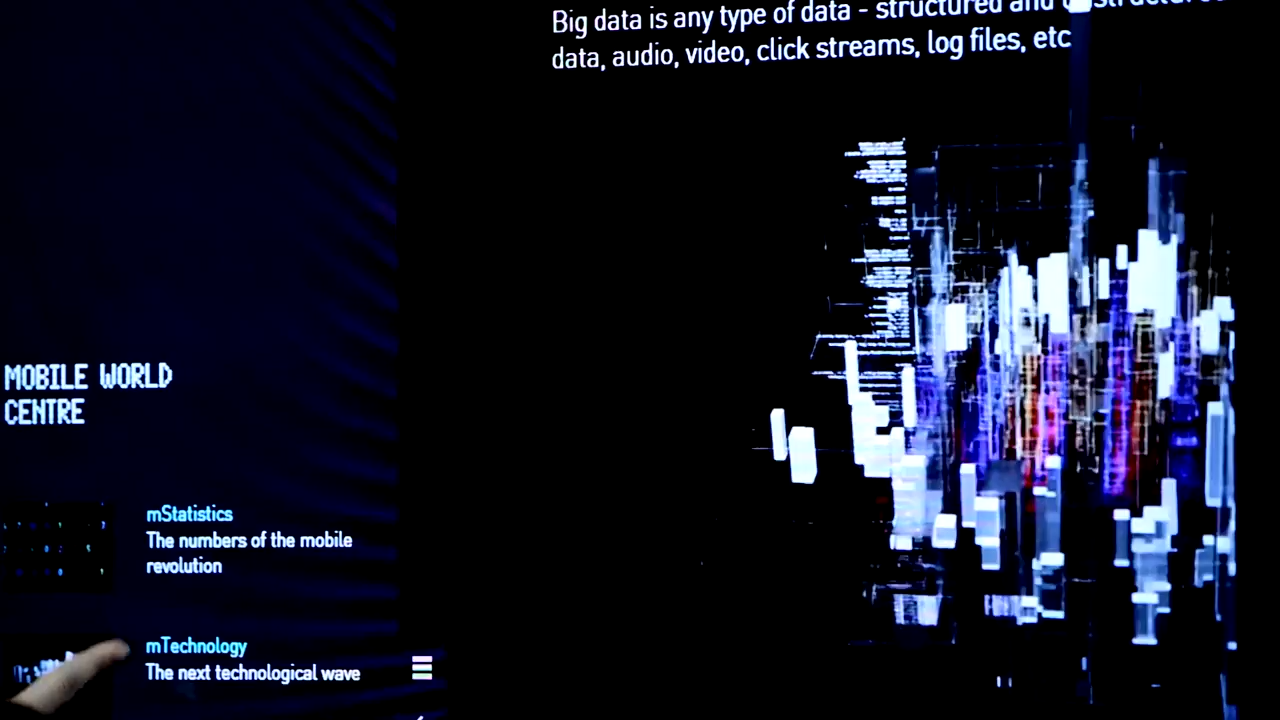 Big data is any type of data - structured and
data, audio, video, click streams, log files, etc
MOBILE WORLD
CENTRE
mStatistics
The numbers of the mobile
revolution
mTechnology
The next technological wave